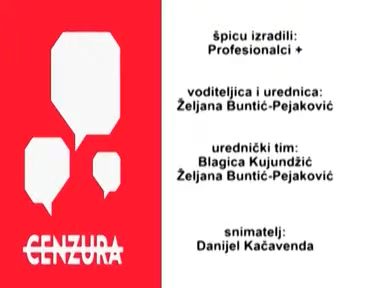 CENZURA
špicu izradili:
Profesionalci +
voditeljica i urednica:
Željana Buntić-Pejaković
urednički tim:
Blagica Kujundžić
Željana Buntić-Pejaković
snimatelj:
Danijel Kačavenda